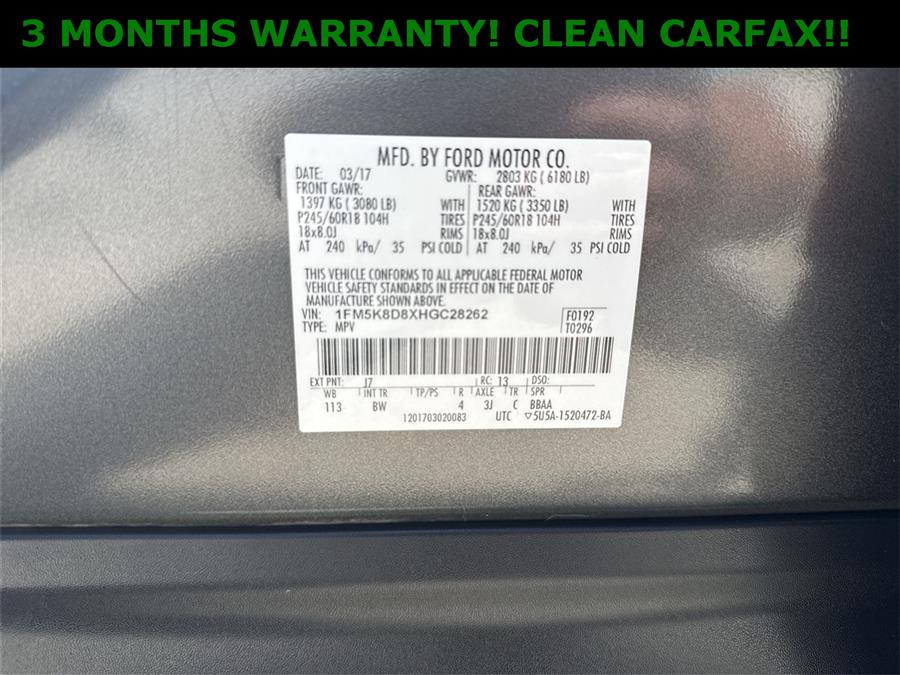 3 MONTHS WARRANTY! CLEAN CARFAX!!
MFD. BY FORD MOTOR CO.
DATE: 03/17 GVWR: 2803 KG ( 6180 LB)
FRONT GAWR: REAR GAWR:
1397 KG ( 3080 LB) WITH 1520 KG ( 3350 LB) WITH
P245/60R18 104H TIRES P245/60R18 104H TIRES
18x8.0J RIMS 18x8.0J RIMS
AT 240 kPa/ 35 PSI COLD AT 240 kPa/ 35 PSI COLD
THIS VEHICLE CONFORMS TO ALL APPLICABLE FEDERAL MOTOR
VEHICLE SAFETY STANDARDS IN EFFECT ON THE DATE OF
MANUFACTURE SHOWN ABOVE.
VIN: 1FM5K8D8XHGC28262 F0192
TYPE: MPV T0296
EXT PNT: J7 RC: 13 DSO:
WB INT TR TP/PS R AXLE TR SPR
113 BW 4 3J C BBAA
1201703020083 UTC ▽5U5A-1520472-BA